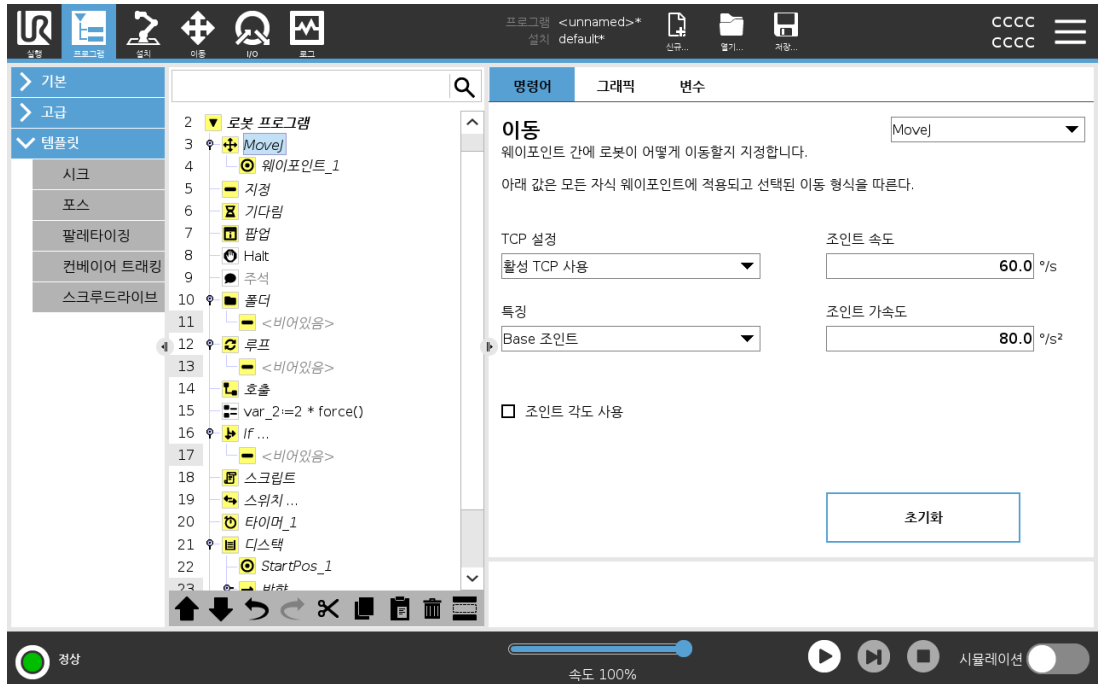 프로그램 <unnamed>*
설치 default*
CCCC
CCCC
실행 프로그램 설치 이동 I/O 로그 신규... 열기... 저장...
기본
고급
템플릿
시크
포스
팔레타이징
컨베이어 트래킹
스크루드라이브
2 로봇 프로그램
3 MoveJ
4 웨이포인트_1
5 지정
6 기다림
7 팝업
8 Halt
9 주석
10 폴더
11 <비어있음>
12 루프
13 <비어있음>
14 호출
15 var_2≔2 * force()
16 If ...
17 <비어있음>
18 스크립트
19 스위치 ...
20 타이머_1
21 디스택
22 StartPos_1
23 방향
명령어 그래픽 변수
이동 MoveJ
웨이포인트 간에 로봇이 어떻게 이동할지 지정합니다.
아래 값은 모든 자식 웨이포인트에 적용되고 선택된 이동 형식을 따른다.
TCP 설정 조인트 속도
활성 TCP 사용 60.0 °/s
특징 조인트 가속도
Base 조인트 80.0 °/s²
조인트 각도 사용
초기화
정상 속도 100% 시뮬레이션